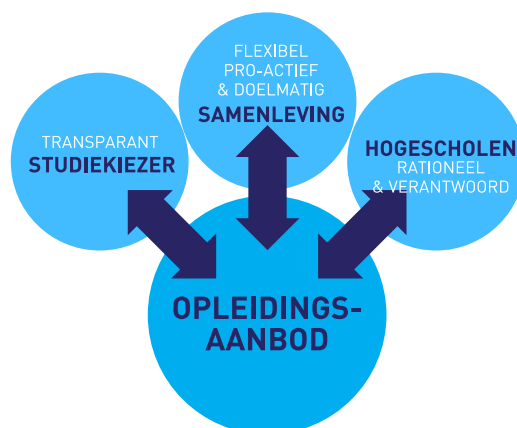 FLEXIBEL
PRO-ACTIEF
& DOELMATIG
SAMENLEVING
TRANSPARANT
STUDIEKIEZER
HOGESCHOLEN
RATIONEEL
& VERANTWOORD
OPLEIDINGS-
AANBOD